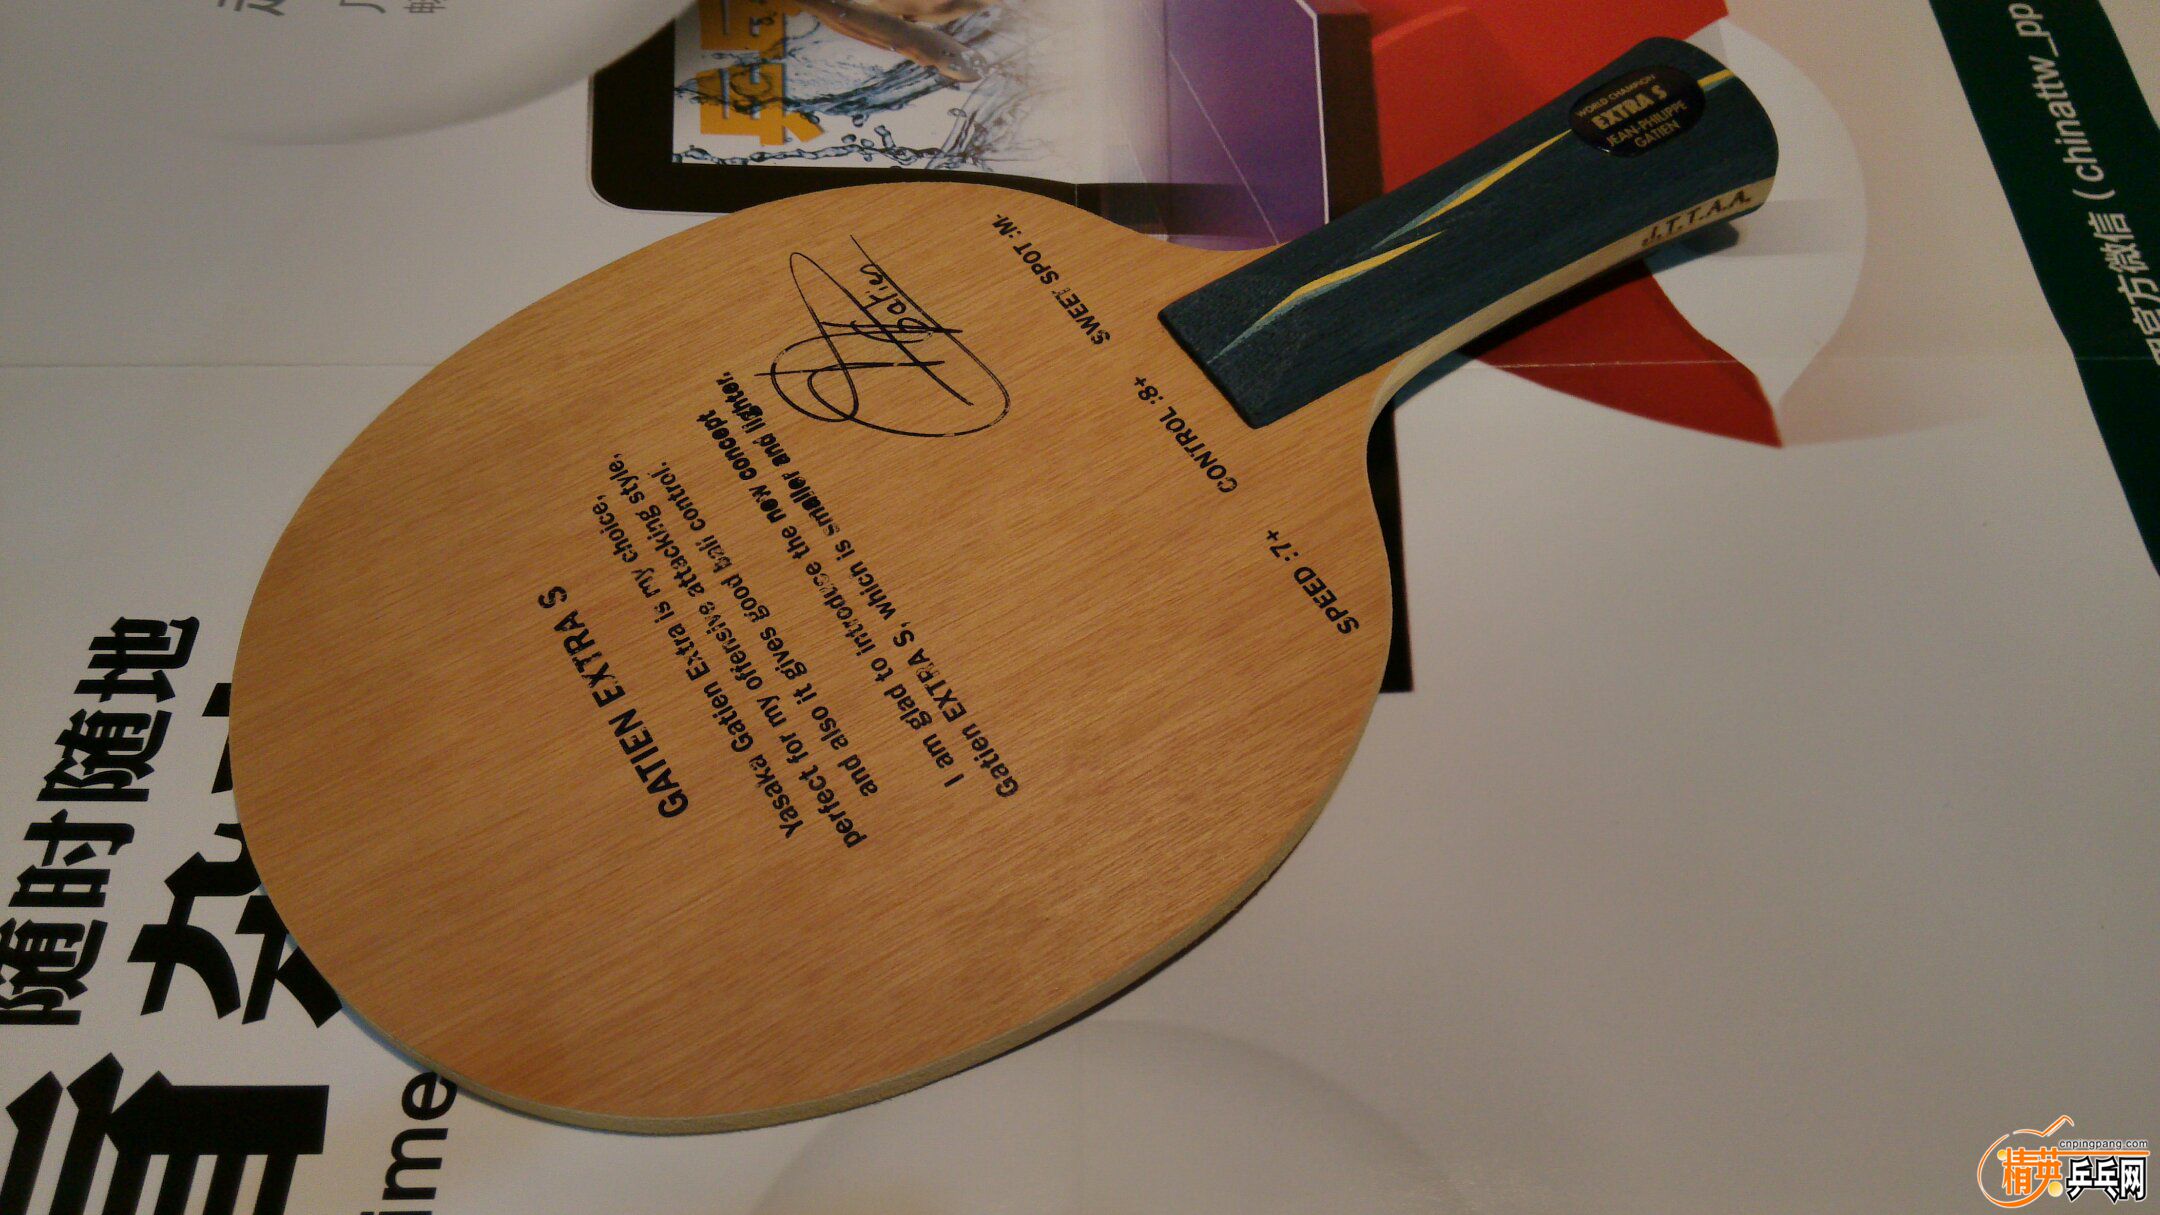 GATIEN EXTRA S
Yasaka Gatien Extra is my choice,
perfect for my offensive attacking style,
and also it gives good ball control.
I am glad to introduce the new concept
Gatien EXTRA S, which is smaller and lighter.
Gatien
SPEED :7+
CONTROL :8+
SWEET SPOT :M-
WORLD CHAMPION
EXTRA S
JEAN-PHILIPPE
GATIEN
J.T.T.A.A.
随时随地
看
ime
官方微信 (chinattw_pp
cnpingpang.com
精英乒乓网